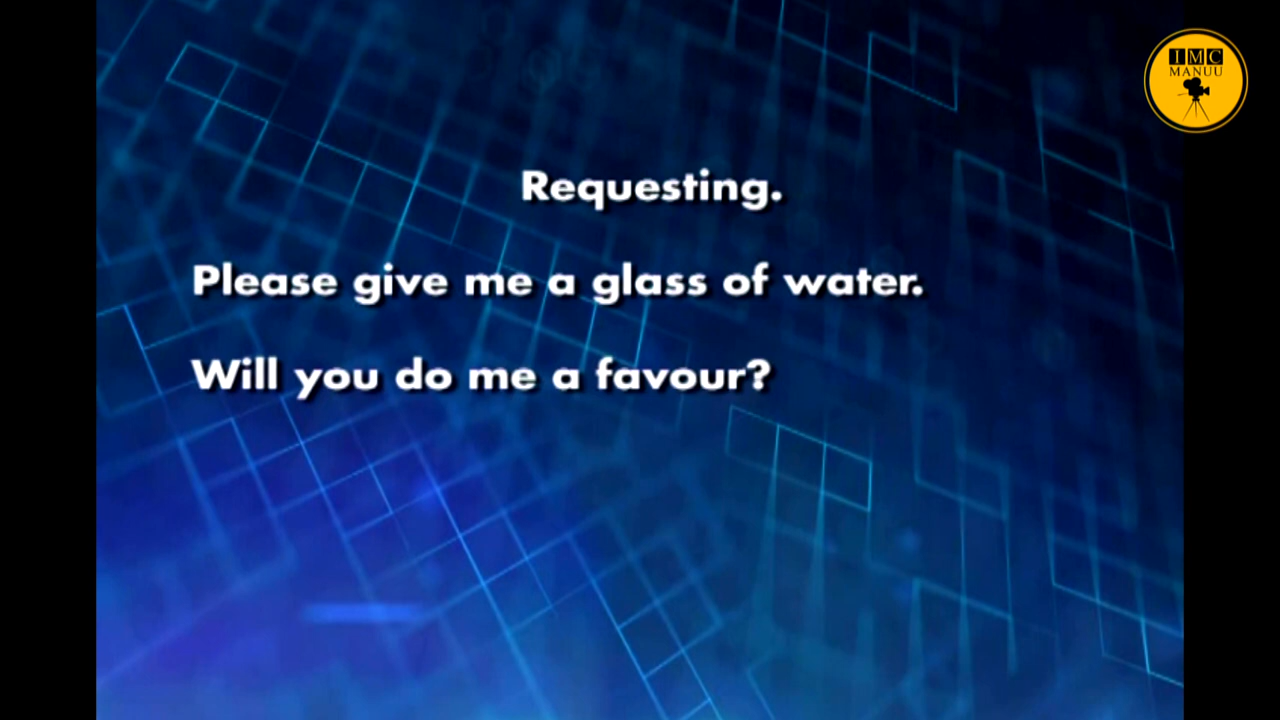 IMC
MANUU
Requesting.
Please give me a glass of water.
Will you do me a favour?